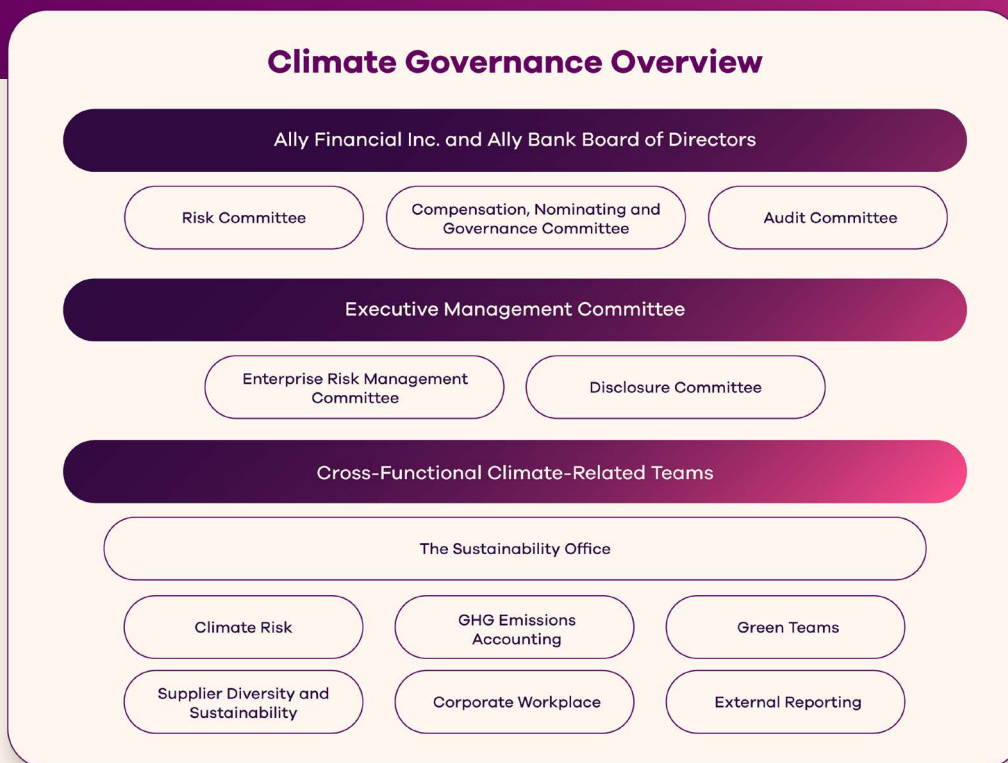 Climate Governance Overview
Ally Financial Inc. and Ally Bank Board of Directors
Risk Committee
Compensation, Nominating and
Governance Committee
Audit Committee
Executive Management Committee
Enterprise Risk Management
Committee
Disclosure Committee
Cross-Functional Climate-Related Teams
The Sustainability Office
Climate Risk
GHG Emissions
Accounting
Green Teams
Supplier Diversity and
Sustainability
Corporate Workplace
External Reporting